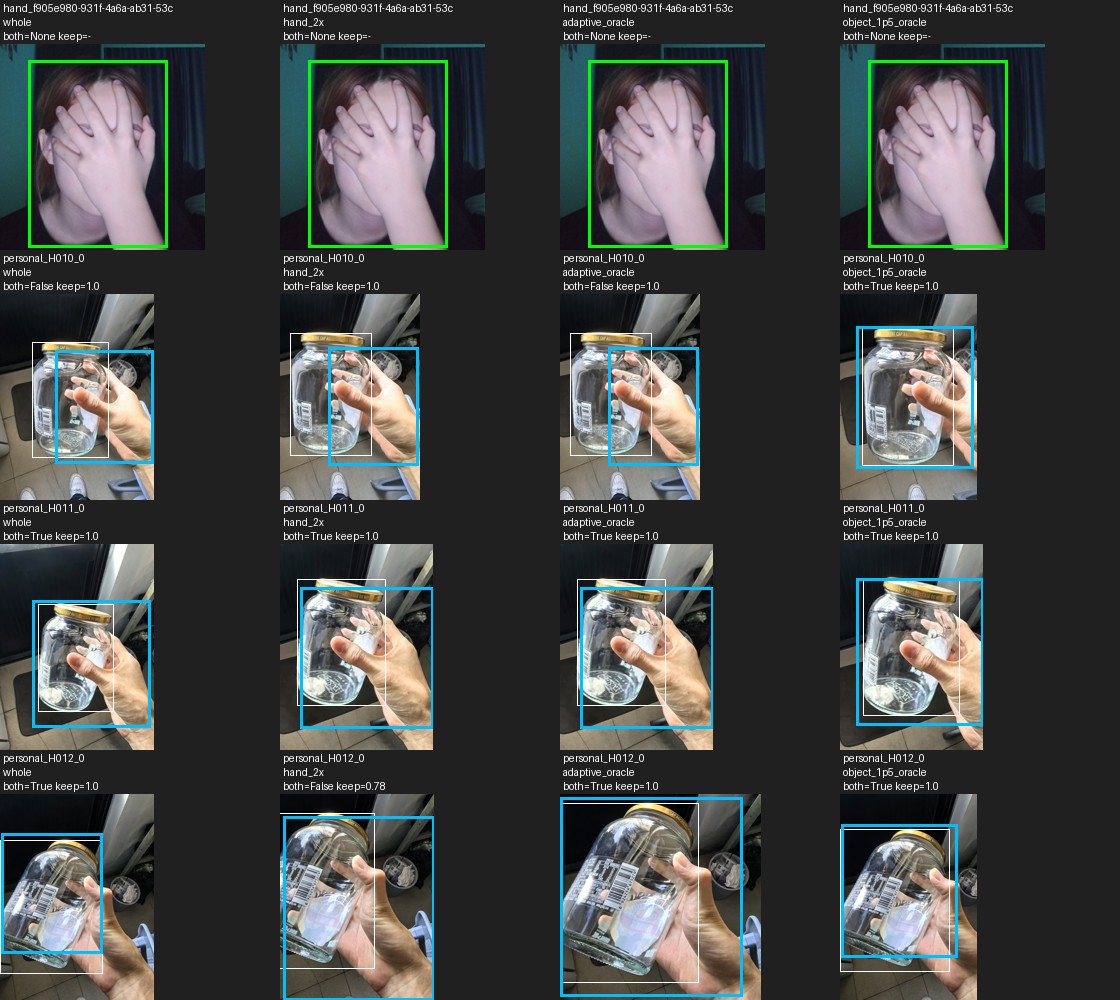 hand_f905e980-931f-4a6a-ab31-53c
whole
both=None keep=-
hand_f905e980-931f-4a6a-ab31-53c
hand_2x
both=None keep=-
hand_f905e980-931f-4a6a-ab31-53c
adaptive_oracle
both=None keep=-
hand_f905e980-931f-4a6a-ab31-53c
object_1p5_oracle
both=None keep=-
personal_H010_0
whole
both=False keep=1.0
personal_H010_0
hand_2x
both=False keep=1.0
personal_H010_0
adaptive_oracle
both=False keep=1.0
personal_H010_0
object_1p5_oracle
both=True keep=1.0
personal_H011_0
whole
both=True keep=1.0
personal_H011_0
hand_2x
both=True keep=1.0
personal_H011_0
adaptive_oracle
both=True keep=1.0
personal_H011_0
object_1p5_oracle
both=True keep=1.0
personal_H012_0
whole
both=True keep=1.0
personal_H012_0
hand_2x
both=False keep=0.78
personal_H012_0
adaptive_oracle
both=True keep=1.0
personal_H012_0
object_1p5_oracle
both=True keep=1.0